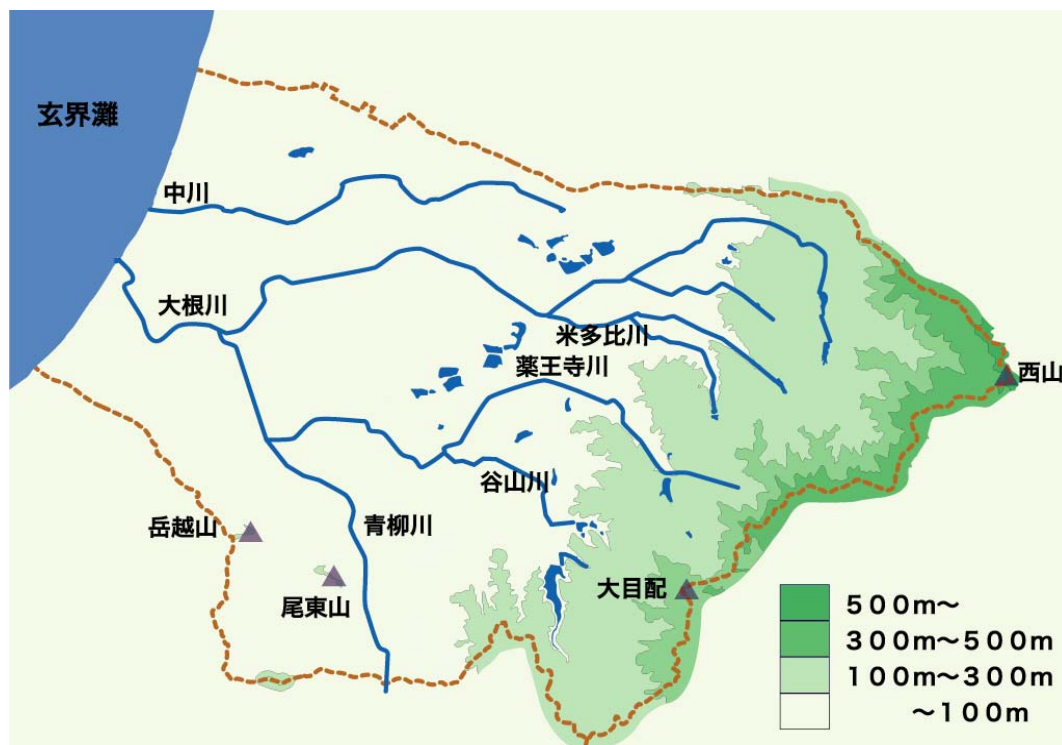 玄界灘
中川
大根川
米多比川
薬王寺川
西山
谷山川
岳越山
青柳川
尾東山
大目配
５００ｍ～
３００ｍ～５００ｍ
１００ｍ～３００ｍ
～１００ｍ